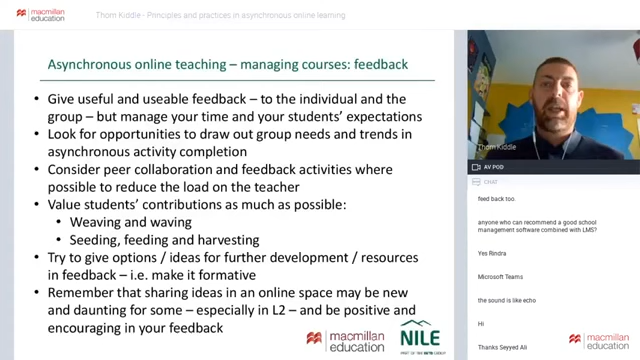 macmillan
education
Thom Kiddle - Principles and practices in asynchronous online learning
macmillan
education
Asynchronous online teaching – managing courses: feedback
• Give useful and useable feedback – to the individual and the
group – but manage your time and your students' expectations
• Look for opportunities to draw out group needs and trends in
asynchronous activity completion
• Consider peer collaboration and feedback activities where
possible to reduce the load on the teacher
• Value students' contributions as much as possible:
• Weaving and waving
• Seeding, feeding and harvesting
• Try to give options / ideas for further development / resources
in feedback – i.e. make it formative
• Remember that sharing ideas in an online space may be new
and daunting for some – especially in L2 – and be positive and
encouraging in your feedback
macmillan
education
NILE
Thom Kiddle
AV POD
CHAT
feed back too.
anyone who can recommend a good school
management software combined with LMS?
Yes Rindra
Microsoft Teams
the sound is like echo
Hi
Thanks Seyyed Ali
macmillan
education